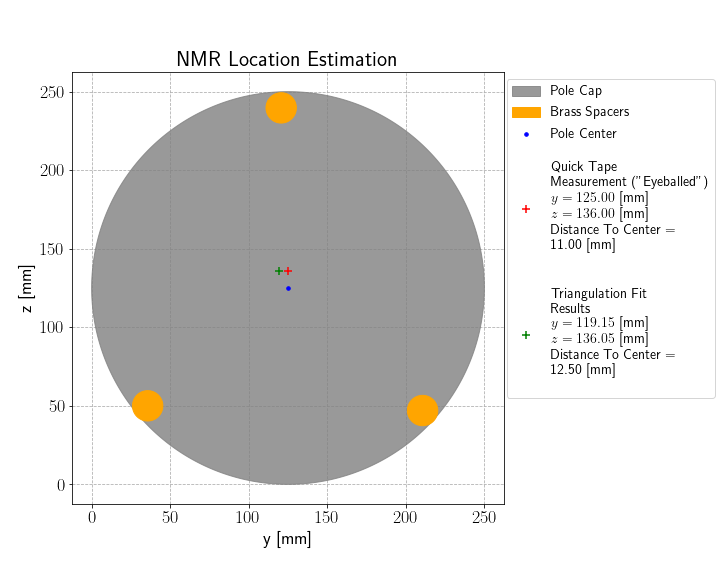 NMR Location Estimation
250
200
150
100
50
0
z [mm]
0 50 100 150 200 250
y [mm]
Pole Cap
Brass Spacers
Pole Center
Quick Tape
Measurement ("Eyeballed")
y = 125.00 [mm]
z = 136.00 [mm]
Distance To Center =
11.00 [mm]
Triangulation Fit
Results
y = 119.15 [mm]
z = 136.05 [mm]
Distance To Center =
12.50 [mm]